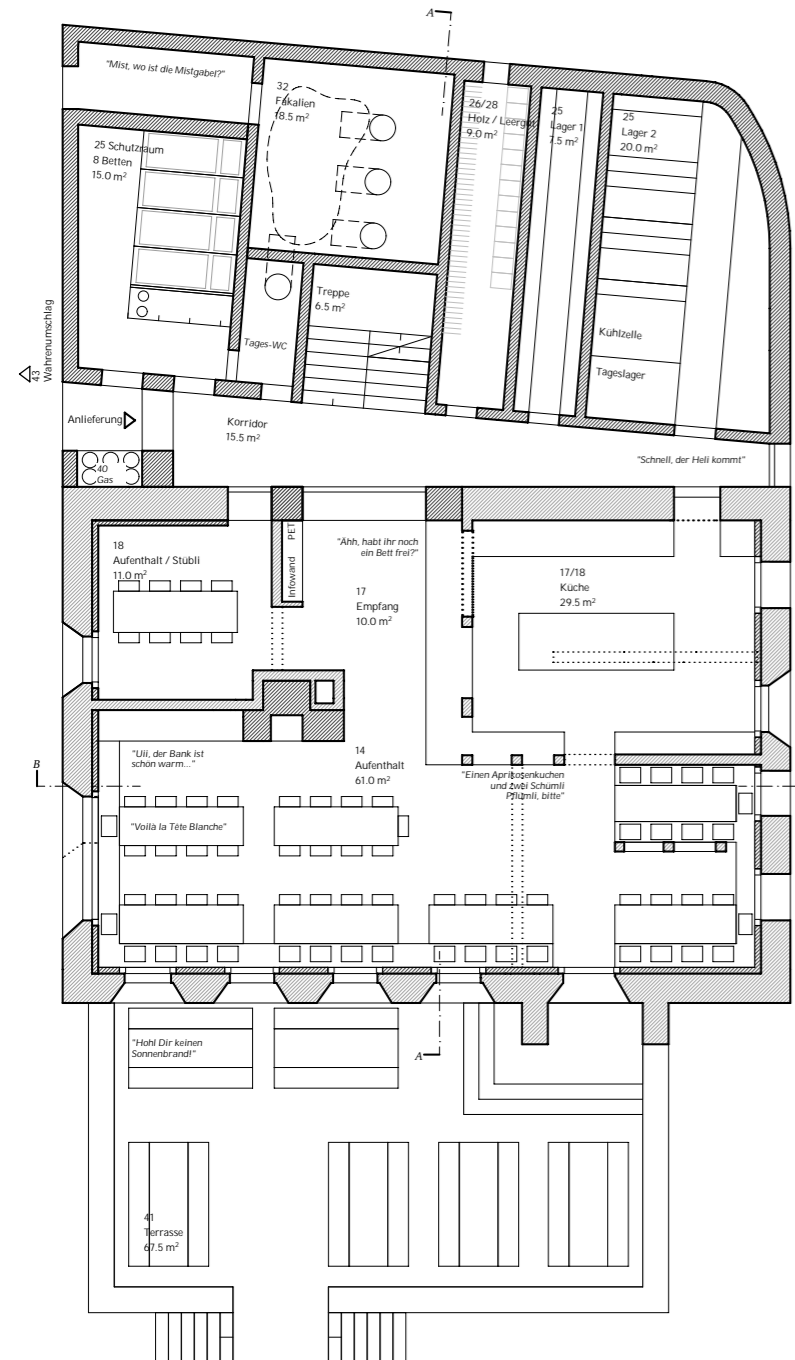 A
"Mist, wo ist die Mistgabel?"
32
Fäkalien
18.5 m²
26/28
Holz / Leergut
9.0 m²
25
Lager 1
7.5 m²
25
Lager 2
20.0 m²
25 Schutzraum
8 Betten
15.0 m²
Treppe
6.5 m²
Tages-WC
Kühlzelle
Tageslager
43
Wahrenumschlag
Anlieferung
Korridor
15.5 m²
"Schnell, der Heli kommt"
40
Gas
18
Aufenthalt / Stübli
11.0 m²
Infowand PET
"Ähh, habt ihr noch
ein Bett frei?"
17
Empfang
10.0 m²
17/18
Küche
29.5 m²
B
"Uii, der Bank ist
schön warm..."
14
Aufenthalt
61.0 m²
"Einen Aprikosenkuchen
und zwei Schümli
Pflümli, bitte"
"Voilà la Tête Blanche"
"Hohl Dir keinen
Sonnenbrand!"
A
41
Terrasse
67.5 m²